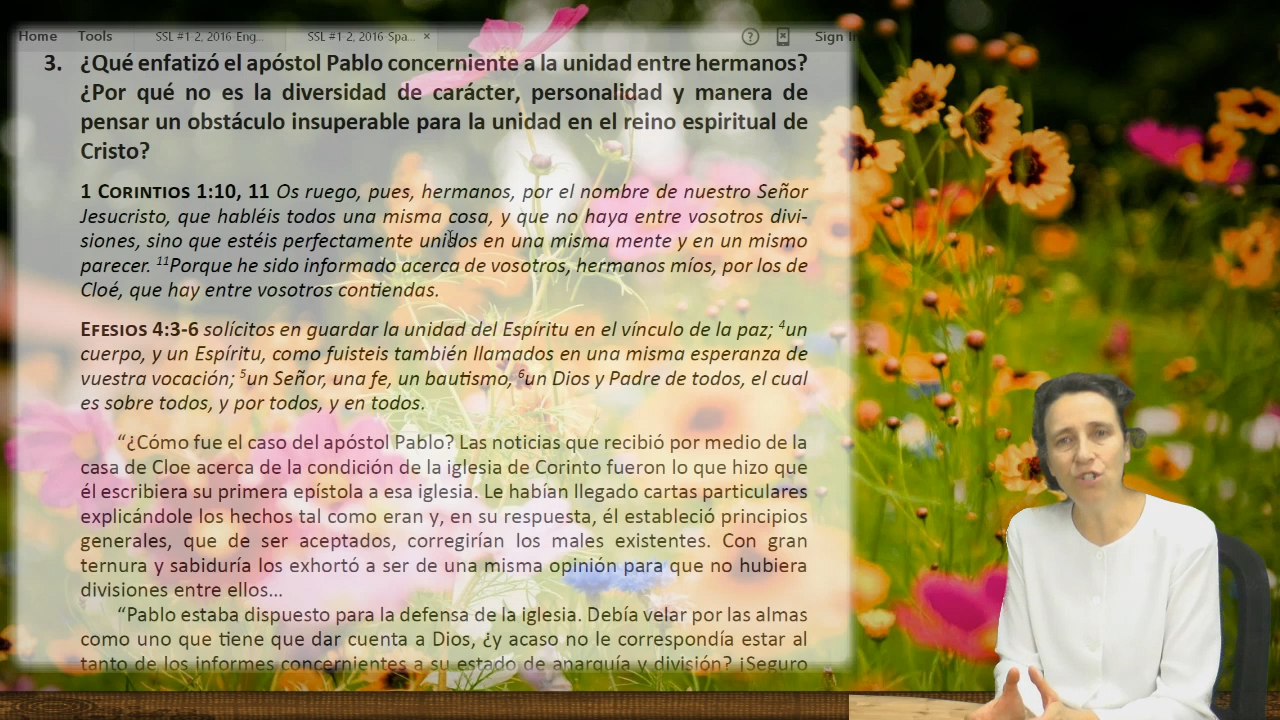 Home Tools SSL #1 2, 2016-Eng... SSL #1 2, 2016-Spa... × Sign In
3. ¿Qué enfatizó el apóstol Pablo concerniente a la unidad entre hermanos?
¿Por qué no es la diversidad de carácter, personalidad y manera de
pensar un obstáculo insuperable para la unidad en el reino espiritual de
Cristo?
1 CORINTIOS 1:10, 11 Os ruego, pues, hermanos, por el nombre de nuestro Señor
Jesucristo, que habléis todos una misma cosa, y que no haya entre vosotros divi-
siones, sino que estéis perfectamente unidos en una misma mente y en un mismo
parecer. ¹¹Porque he sido informado acerca de vosotros, hermanos míos, por los de
Cloé, que hay entre vosotros contiendas.
EFESIOS 4:3-6 solícitos en guardar la unidad del Espíritu en el vínculo de la paz; ⁴un
cuerpo, y un Espíritu, como fuisteis también llamados en una misma esperanza de
vuestra vocación; ⁵un Señor, una fe, un bautismo, ⁶un Dios y Padre de todos, el cual
es sobre todos, y por todos, y en todos.
“¿Cómo fue el caso del apóstol Pablo? Las noticias que recibió por medio de la
casa de Cloe acerca de la condición de la iglesia de Corinto fueron lo que hizo que
él escribiera su primera epístola a esa iglesia. Le habían llegado cartas particulares
explicándole los hechos tal como eran y, en su respuesta, él estableció principios
generales, que de ser aceptados, corregirían los males existentes. Con gran
ternura y sabiduría los exhortó a ser de una misma opinión para que no hubiera
divisiones entre ellos...
“Pablo estaba dispuesto para la defensa de la iglesia. Debía velar por las almas
como uno que tiene que dar cuenta a Dios, ¿y acaso no le correspondía estar al
tanto de los informes concernientes a su estado de anarquía y división? ¡Seguro